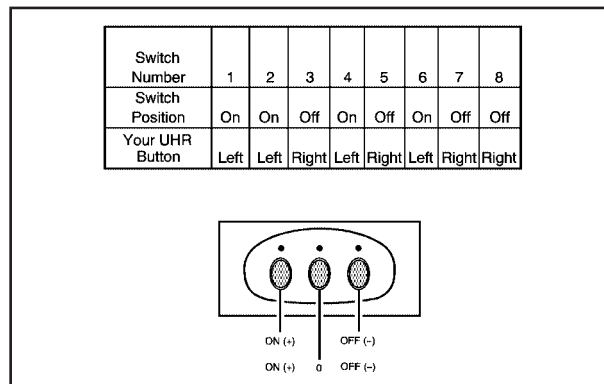 Switch
Number 1 2 3 4 5 6 7 8
Switch
Position On On Off On Off On Off Off
Your UHR
Button Left Left Right Left Right Left Right Right
ON (+) OFF (–)
ON (+) 0 OFF (–)